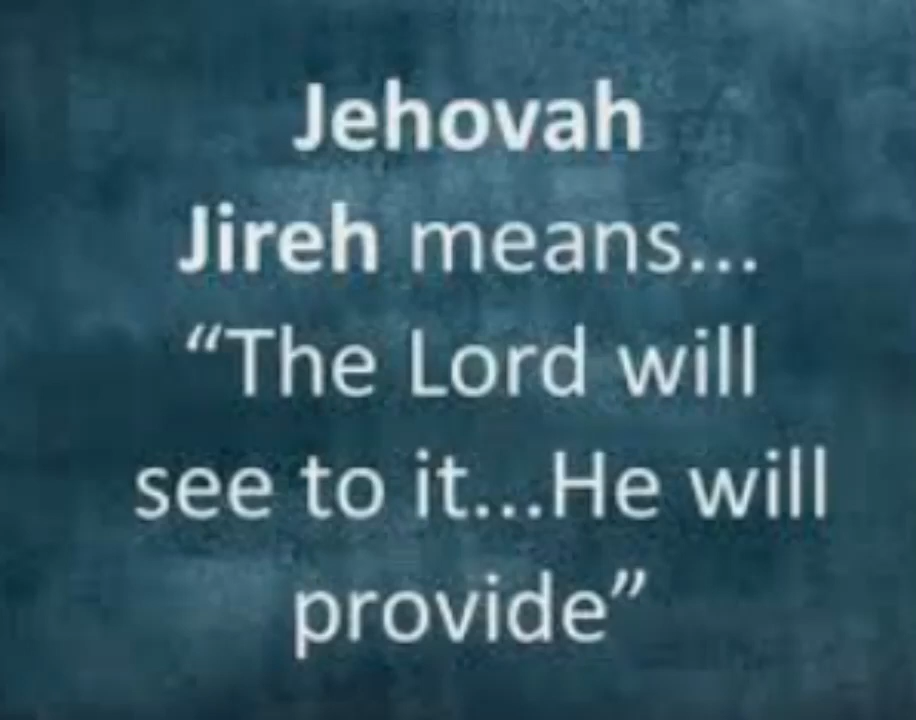 Jehovah
Jireh means...
“The Lord will
see to it...He will
provide”